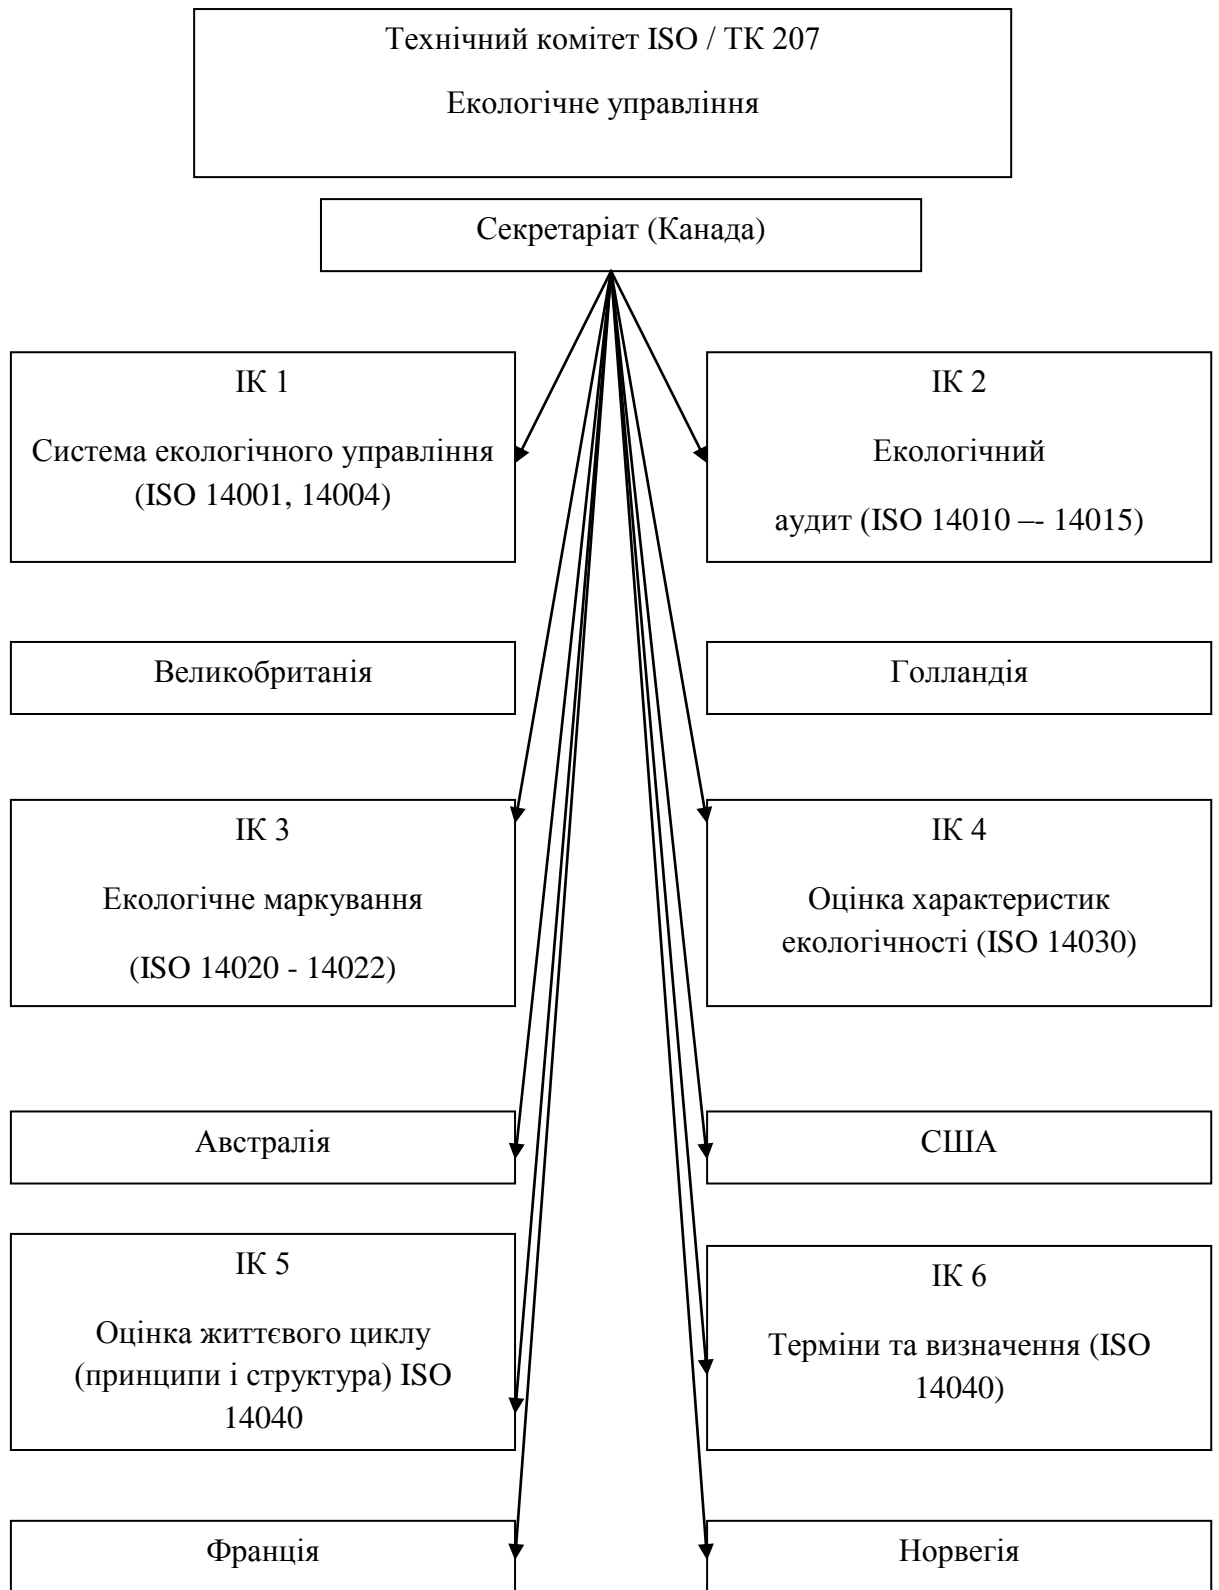 Технічний комітет ISO / ТК 207
Екологічне управління
Секретаріат (Канада)
ІК 1
Система екологічного управління
(ISO 14001, 14004)
ІК 2
Екологічний
аудит (ISO 14010 –- 14015)
Великобританія
Голландія
ІК 3
Екологічне маркування
(ISO 14020 - 14022)
ІК 4
Оцінка характеристик
екологічності (ISO 14030)
Австралія
США
ІК 5
Оцінка життєвого циклу
(принципи і структура) ISO
14040
ІК 6
Терміни та визначення (ISO
14040)
Франція
Норвегія